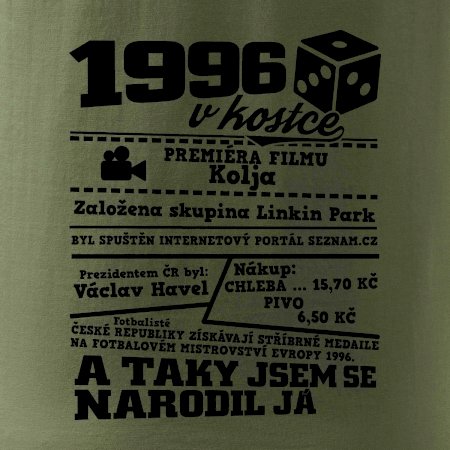 1996
v kostce
PREMIÉRA FILMU
Kolja
Založena skupina Linkin Park
BYL SPUŠTĚN INTERNETOVÝ PORTÁL SEZNAM.CZ
Prezidentem ČR byl:
Václav Havel
Nákup:
CHLEBA ... 15,70 KČ
PIVO
6,50 KČ
Fotbalisté
ČESKÉ REPUBLIKY ZÍSKÁVAJÍ STŘÍBRNÉ MEDAILE
NA FOTBALOVÉM MISTROVSTVÍ EVROPY 1996.
A TAKY JSEM SE
NARODIL JÁ